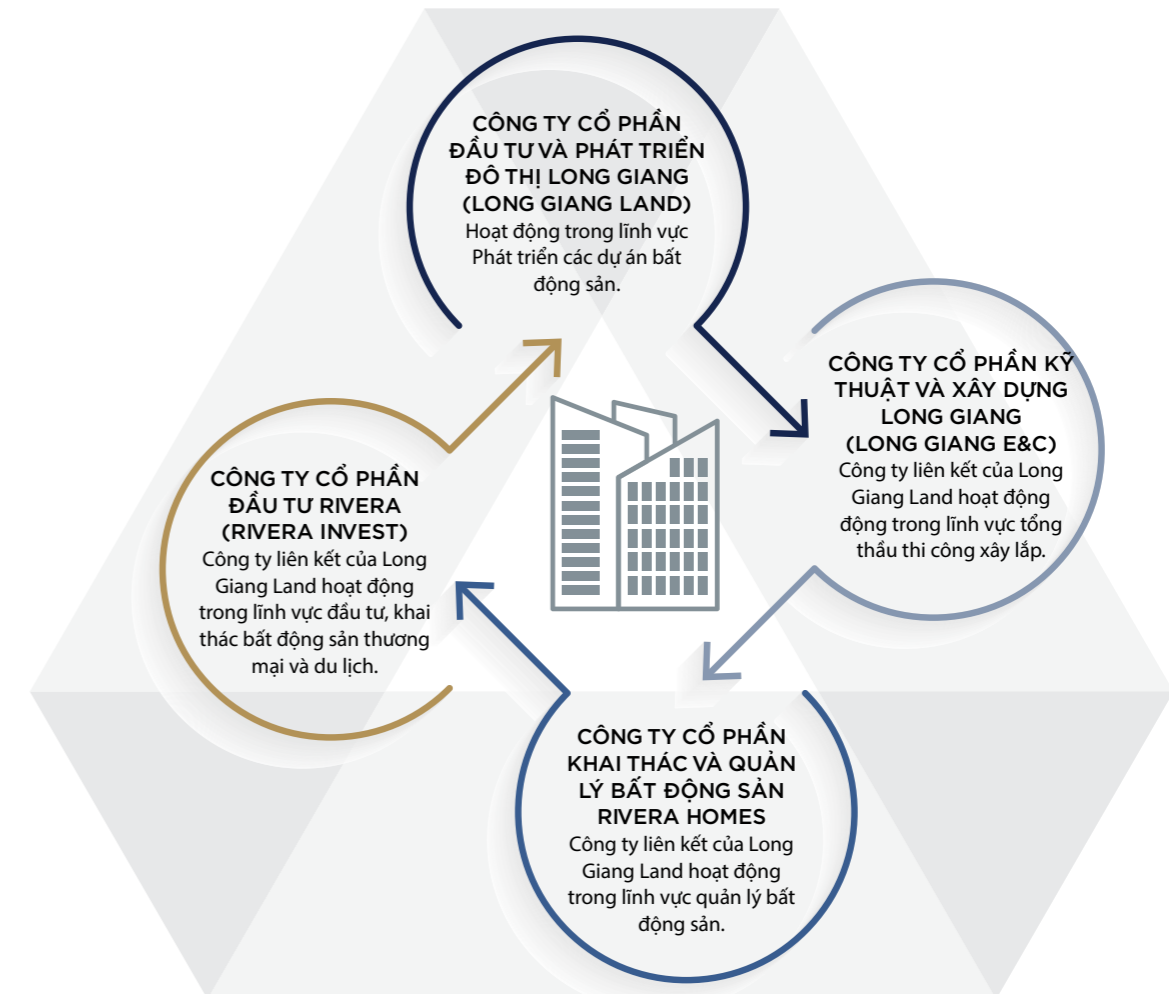 CÔNG TY CỔ PHẦN
ĐẦU TƯ VÀ PHÁT TRIỂN
ĐÔ THỊ LONG GIANG
(LONG GIANG LAND)
Hoạt động trong lĩnh vực
Phát triển các dự án bất
động sản.
CÔNG TY CỔ PHẦN KỸ
THUẬT VÀ XÂY DỰNG
LONG GIANG
(LONG GIANG E&C)
Công ty liên kết của Long
Giang Land hoạt động
động trong lĩnh vực tổng
thầu thi công xây lắp.
CÔNG TY CỔ PHẦN
KHAI THÁC VÀ QUẢN
LÝ BẤT ĐỘNG SẢN
RIVERA HOMES
Công ty liên kết của Long
Giang Land hoạt động
trong lĩnh vực quản lý bất
động sản.
CÔNG TY CỔ PHẦN
ĐẦU TƯ RIVERA
(RIVERA INVEST)
Công ty liên kết của Long
Giang Land hoạt động
trong lĩnh vực đầu tư, khai
thác bất động sản thương
mại và du lịch.